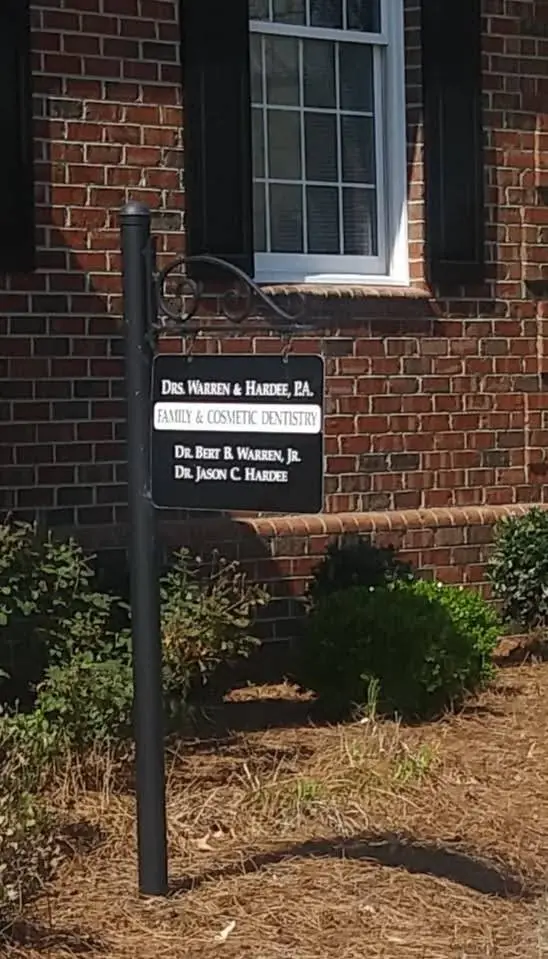 Drs. Warren & Hardee, P.A.
FAMILY & COSMETIC DENTISTRY
Dr. Bert B. Warren, Jr.
Dr. Jason C. Hardee